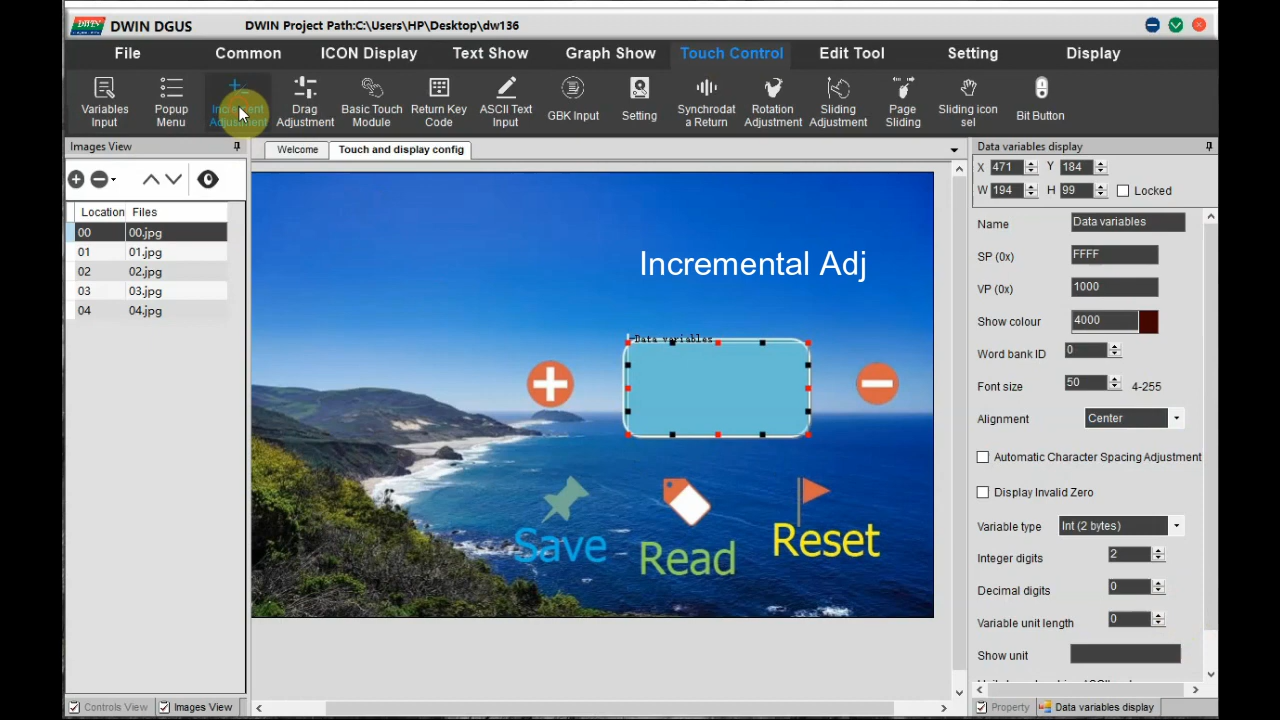 DWIN DWIN DGUS DWIN Project Path:C:\Users\HP\Desktop\dw136
File Common ICON Display Text Show Graph Show Touch Control Edit Tool Setting Display
Variables Input
Popup Menu
Increment Adjustment
Drag Adjustment
Basic Touch Module
Return Key Code
ASCII Text Input
GBK Input
Setting
Synchrodat a Return
Rotation Adjustment
Sliding Adjustment
Page Sliding
Sliding icon sel
Bit Button
Images View
Welcome Touch and display config
Location Files
00 00.jpg
01 01.jpg
02 02.jpg
03 03.jpg
04 04.jpg
Incremental Adj
Data variables
Save Read Reset
Data variables display
X 471 Y 184
W 194 H 99 Locked
Name Data variables
SP (0x) FFFF
VP (0x) 1000
Show colour 4000
Word bank ID 0
Font size 50 4-255
Alignment Center
Automatic Character Spacing Adjustment
Display Invalid Zero
Variable type Int (2 bytes)
Integer digits 2
Decimal digits 0
Variable unit length 0
Show unit
Controls View Images View
Property Data variables display